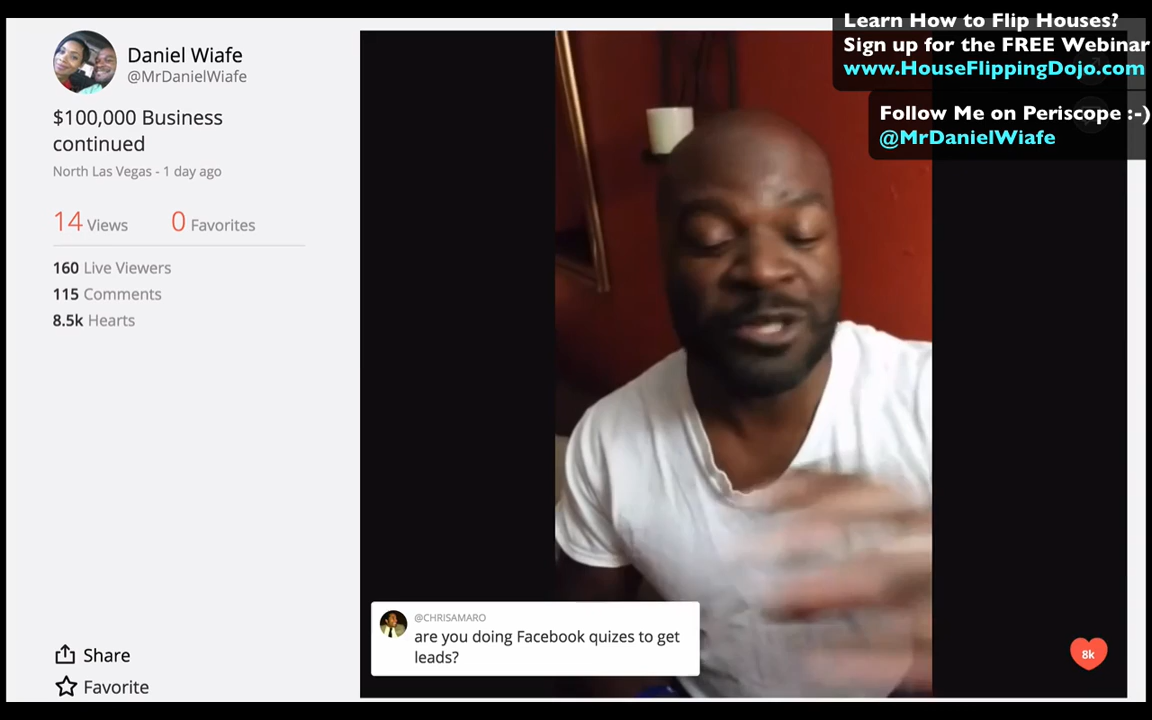 Learn How to Flip Houses?
Sign up for the FREE Webinar
www.HouseFlippingDojo.com
Follow Me on Periscope :-)
@MrDanielWiafe
Daniel Wiafe
@MrDanielWiafe
$100,000 Business
continued
North Las Vegas - 1 day ago
14 Views 0 Favorites
160 Live Viewers
115 Comments
8.5k Hearts
@CHRISAMARO
are you doing Facebook quizes to get
leads?
8k
Share
Favorite